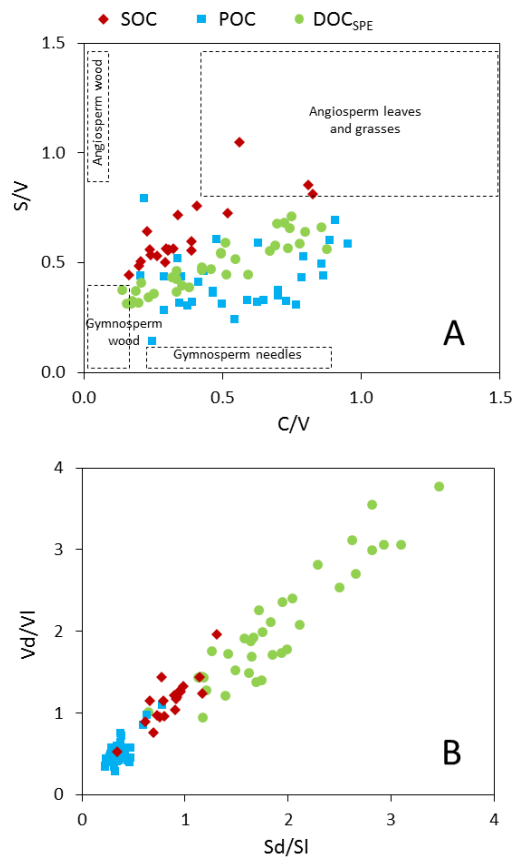 SOC POC DOCSPE
A
1.5
1.0
0.5
0.0
S/V
Angiosperm wood
Angiosperm leaves
and grasses
Gymnosperm
wood
Gymnosperm needles
A
0.0 0.5 1.0 1.5
C/V
4
3
2
1
0
Vd/Vl
B
0 1 2 3 4
Sd/Sl